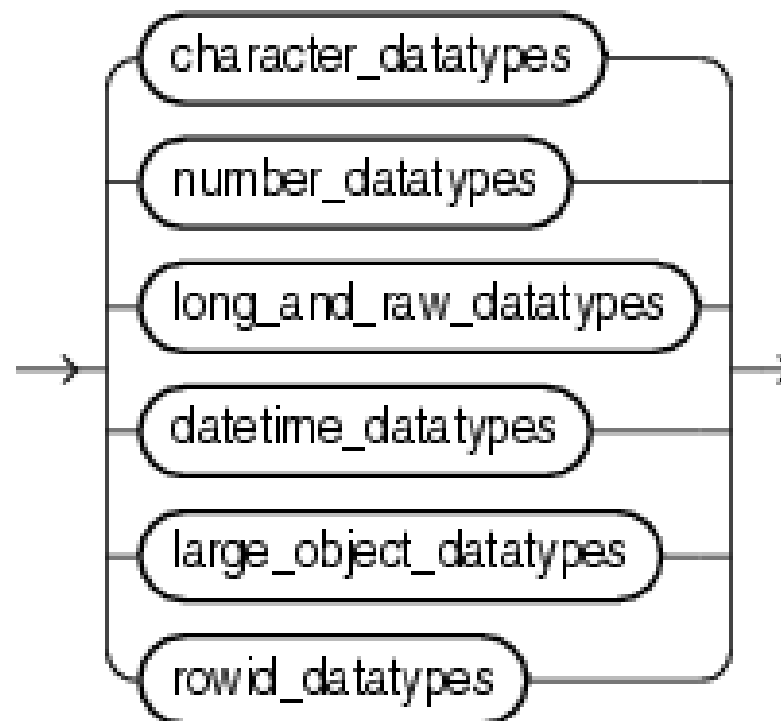 character_datatypes
number_datatypes
long_and_raw_datatypes
datetime_datatypes
large_object_datatypes
rowid_datatypes